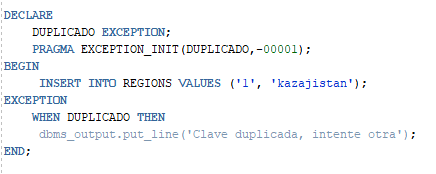 DECLARE
DUPLICADO EXCEPTION;
PRAGMA EXCEPTION_INIT(DUPLICADO,-00001);
BEGIN
INSERT INTO REGIONS VALUES ('1', 'kazajistan');
EXCEPTION
WHEN DUPLICADO THEN
dbms_output.put_line('Clave duplicada, intente otra');
END;